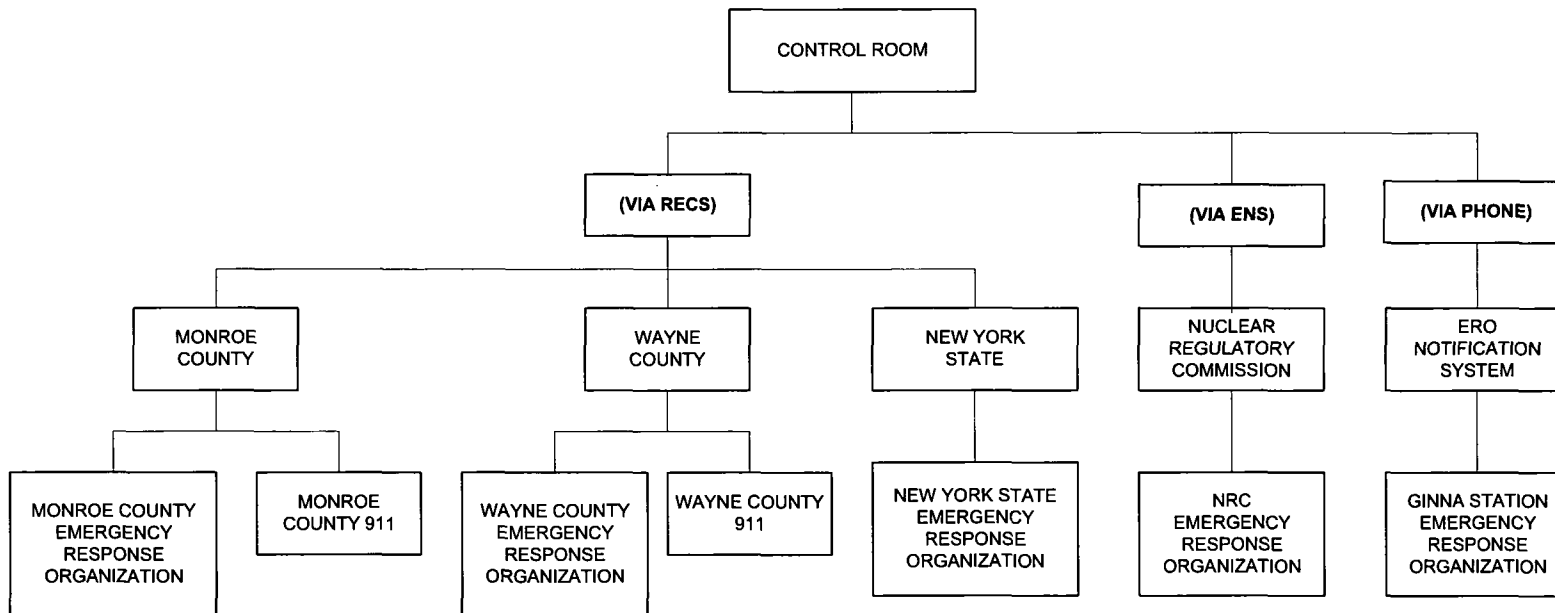 CONTROL ROOM
(VIA RECS)
(VIA ENS)
(VIA PHONE)
MONROE
COUNTY
WAYNE
COUNTY
NEW YORK
STATE
NUCLEAR
REGULATORY
COMMISSION
ERO
NOTIFICATION
SYSTEM
MONROE COUNTY
EMERGENCY
RESPONSE
ORGANIZATION
MONROE
COUNTY 911
WAYNE COUNTY
EMERGENCY
RESPONSE
ORGANIZATION
WAYNE COUNTY
911
NEW YORK STATE
EMERGENCY
RESPONSE
ORGANIZATION
NRC
EMERGENCY
RESPONSE
ORGANIZATION
GINNA STATION
EMERGENCY
RESPONSE
ORGANIZATION